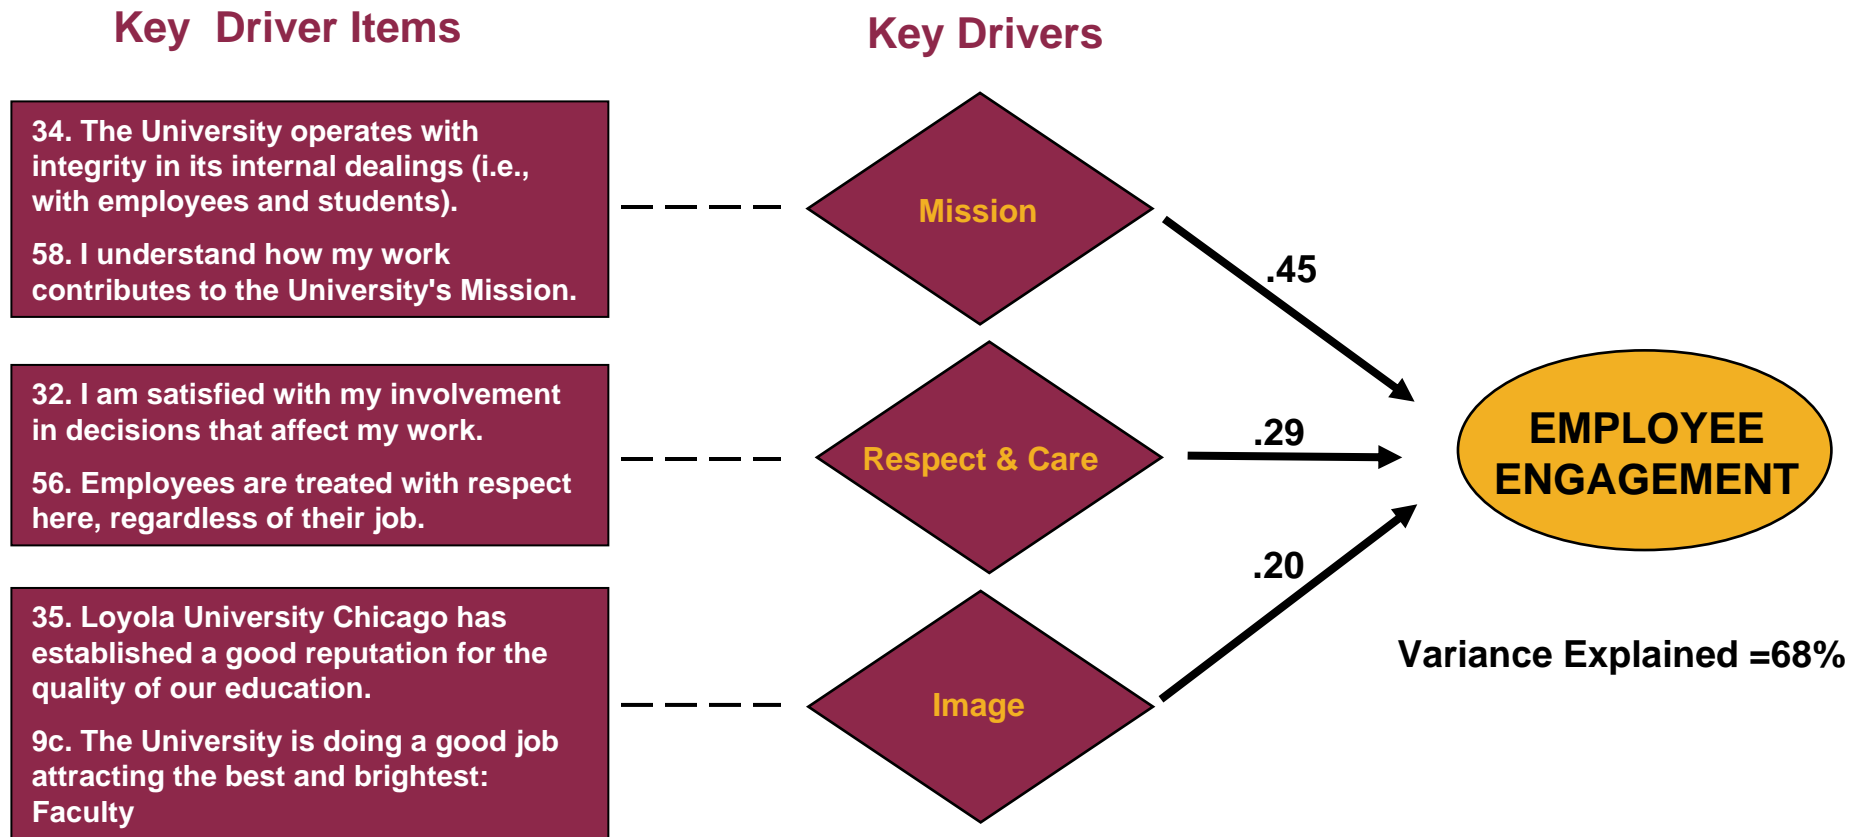 Key Driver Items
Key Drivers
34. The University operates with
integrity in its internal dealings (i.e.,
with employees and students).
58. I understand how my work
contributes to the University's Mission.
Mission
.45
32. I am satisfied with my involvement
in decisions that affect my work.
56. Employees are treated with respect
here, regardless of their job.
Respect & Care
.29
EMPLOYEE
ENGAGEMENT
35. Loyola University Chicago has
established a good reputation for the
quality of our education.
9c. The University is doing a good job
attracting the best and brightest:
Faculty
Image
.20
Variance Explained =68%